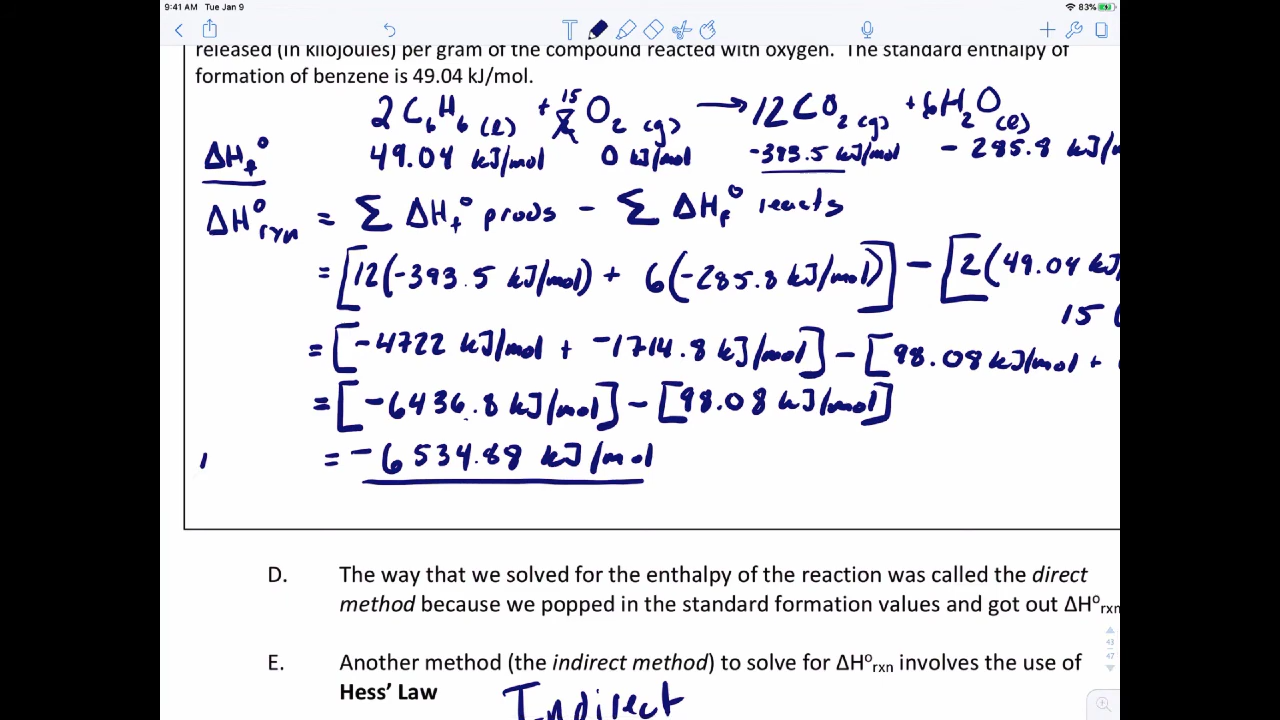 9:41 AM Tue Jan 9
83%
T
released (in kilojoules) per gram of the compound reacted with oxygen. The standard enthalpy of
formation of benzene is 49.04 kJ/mol.
2C₆H₆(l) + 15 O₂(g) → 12CO₂(g) + 6H₂O(l)
ΔHf° 49.04 kJ/mol 0 kJ/mol -393.5 kJ/mol - 285.8 kJ/m
ΔH°rxn = Σ ΔHf° prods - Σ ΔHf° reacts
= [12(-393.5 kJ/mol) + 6(-285.8 kJ/mol)] - [2(49.04 kJ/
15(
= [-4722 kJ/mol + -1714.8 kJ/mol] - [98.08 kJ/mol +
= [-6436.8 kJ/mol] - [98.08 kJ/mol]
= -6534.88 kJ/mol
D. The way that we solved for the enthalpy of the reaction was called the direct
method because we popped in the standard formation values and got out ΔH°rxn
E. Another method (the indirect method) to solve for ΔH°rxn involves the use of
Hess' Law
Indirect
43
47